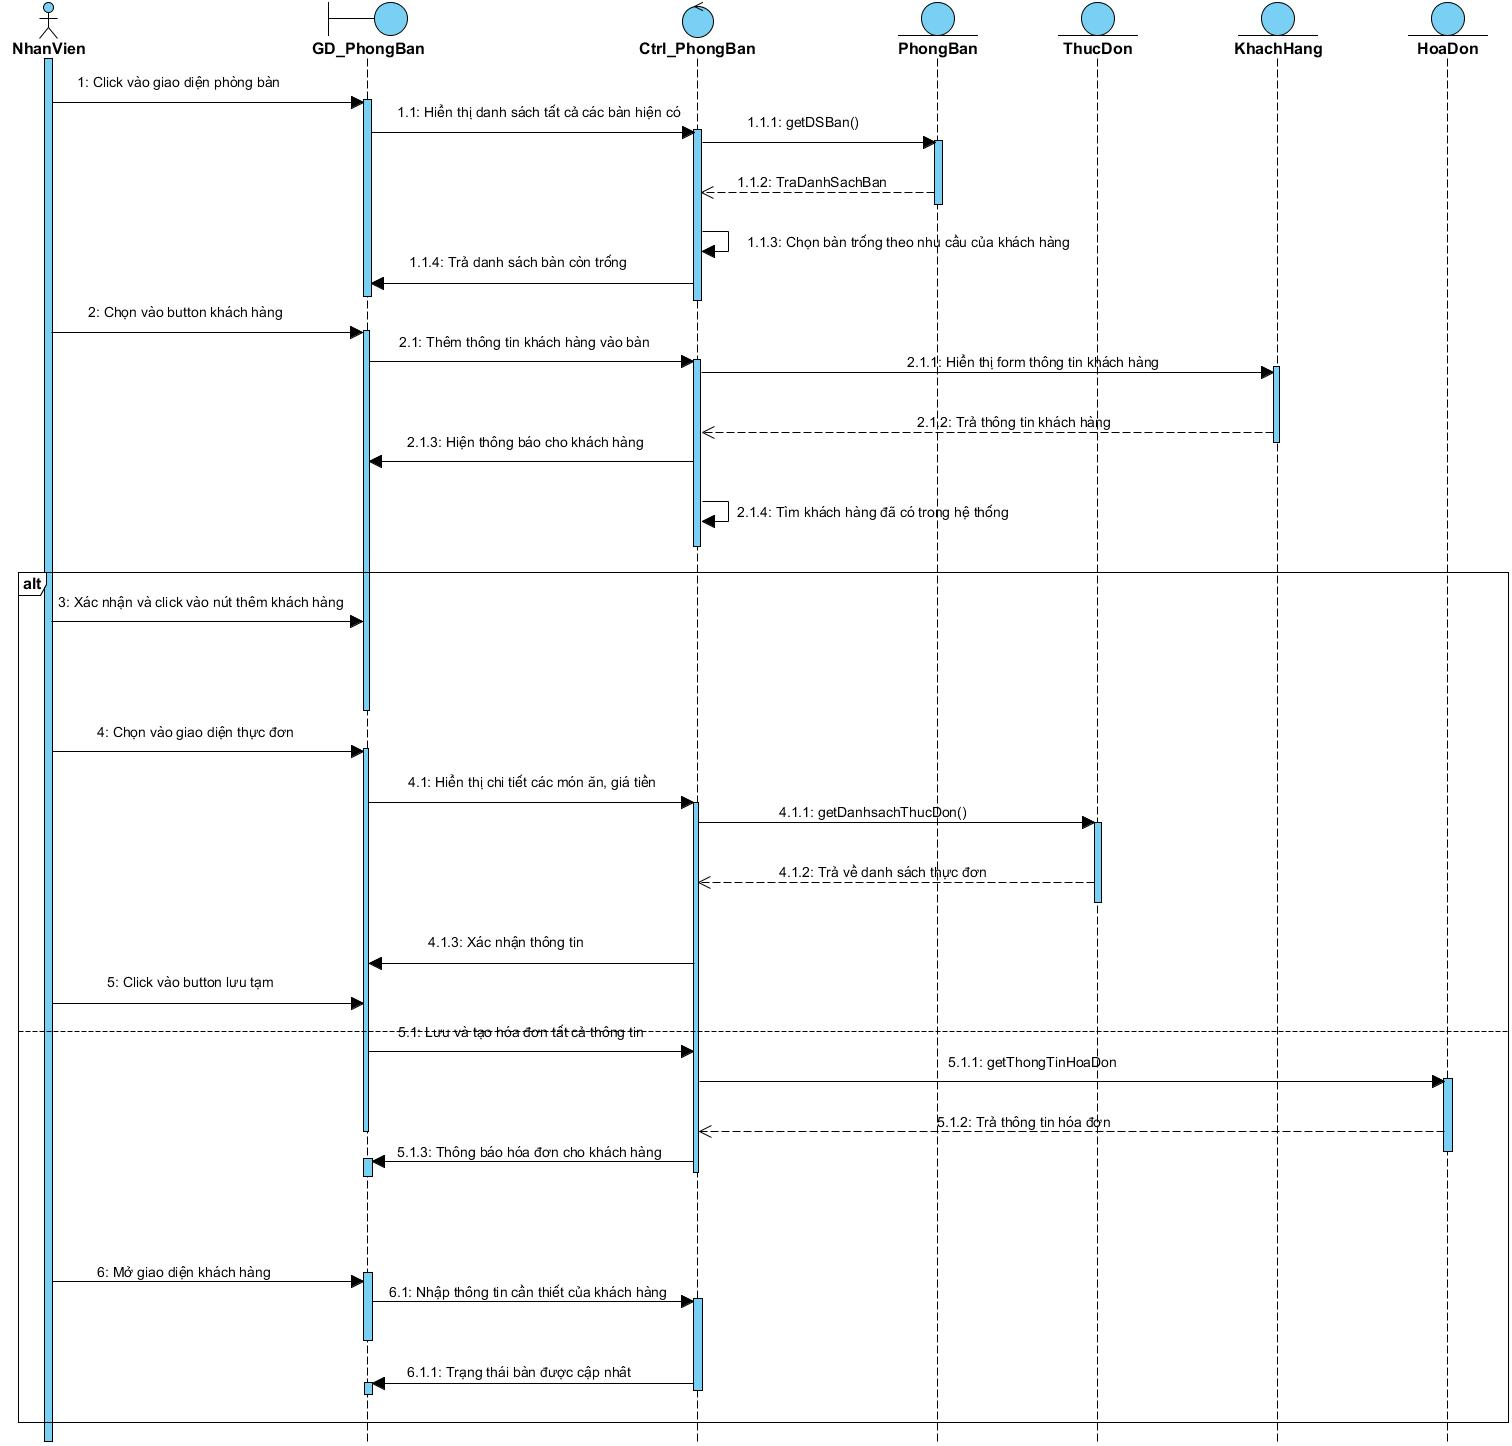 NhanVien
GD_PhongBan
Ctrl_PhongBan
PhongBan
ThucDon
KhachHang
HoaDon
1: Click vào giao diện phòng bàn
1.1: Hiển thị danh sách tất cả các bàn hiện có
1.1.1: getDSBan()
1.1.2: TraDanhSachBan
1.1.3: Chọn bàn trống theo nhu cầu của khách hàng
1.1.4: Trả danh sách bàn còn trống
2: Chọn vào button khách hàng
2.1: Thêm thông tin khách hàng vào bàn
2.1.1: Hiển thị form thông tin khách hàng
2.1.2: Trả thông tin khách hàng
2.1.3: Hiện thông báo cho khách hàng
2.1.4: Tìm khách hàng đã có trong hệ thống
alt
3: Xác nhận và click vào nút thêm khách hàng
4: Chọn vào giao diện thực đơn
4.1: Hiển thị chi tiết các món ăn, giá tiền
4.1.1: getDanhsachThucDon()
4.1.2: Trả về danh sách thực đơn
4.1.3: Xác nhận thông tin
5: Click vào button lưu tạm
5.1: Lưu và tạo hóa đơn tất cả thông tin
5.1.1: getThongTinHoaDon
5.1.2: Trả thông tin hóa đơn
5.1.3: Thông báo hóa đơn cho khách hàng
6: Mở giao diện khách hàng
6.1: Nhập thông tin cần thiết của khách hàng
6.1.1: Trạng thái bàn được cập nhât